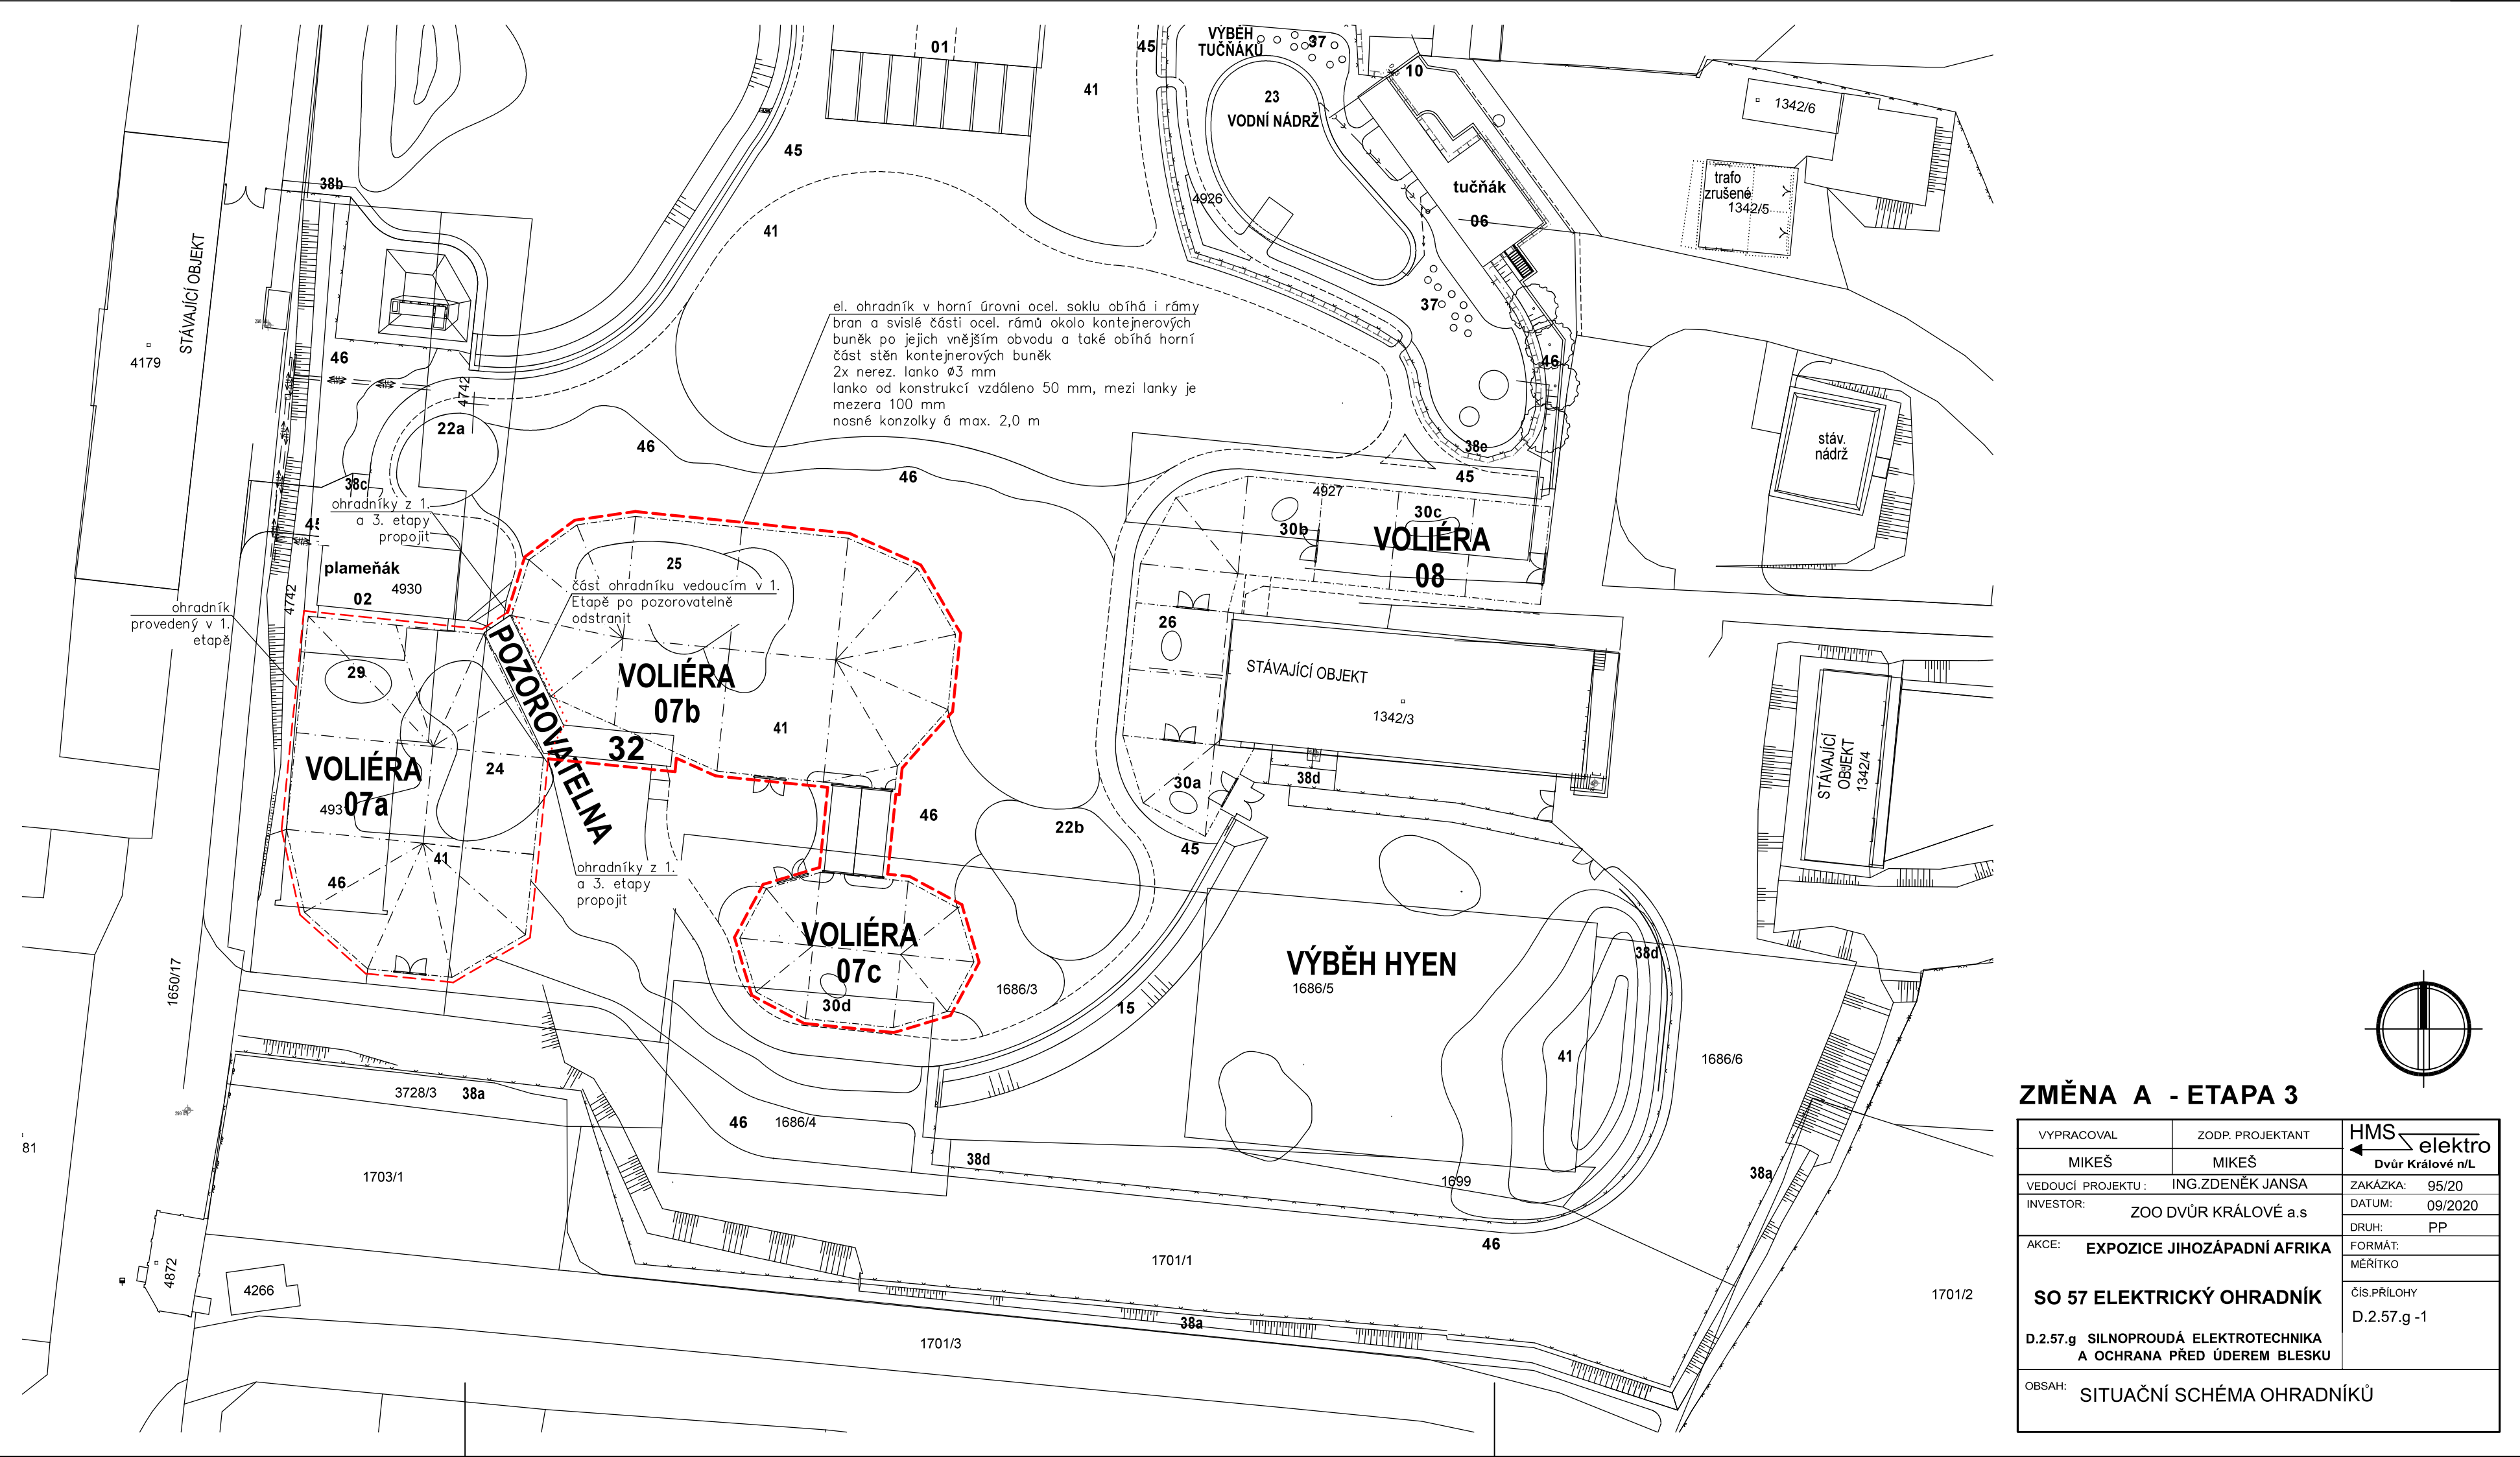 01
45
VÝBĚH
TUČŇÁKŮ
37
10
41
23
VODNÍ NÁDRŽ
1342/6
45
38b
tučňák
06
trafo
zrušené
1342/5
4926
41
STÁVAJÍCÍ OBJEKT
4179
el. ohradník v horní úrovni ocel. soklu obíhá i rámy
bran a svislé části ocel. rámů okolo kontejnerových
buněk po jejich vnějším obvodu a také obíhá horní
část stěn kontejnerových buněk
2x nerez. lanko ø3 mm
lanko od konstrukcí vzdáleno 50 mm, mezi lanky je
mezera 100 mm
nosné konzolky á max. 2,0 m
37
46
46
4742
22a
46
46
38e
45
stáv.
nádrž
38c
ohradníky z 1.
a 3. etapy
propojit
45
4927
30c
30b
VOLIÉRA
08
plameňák
4930
02
4742
25
část ohradníku vedoucím v 1.
Etapě po pozorovatelně
odstranit
ohradník
provedený v 1.
etapě
26
29
POZOROVATELNA
VOLIÉRA
07b
STÁVAJÍCÍ OBJEKT
1342/3
41
32
VOLIÉRA
07a
493
24
30a
38d
STÁVAJÍCÍ
OBJEKT
1342/4
46
22b
45
41
46
ohradníky z 1.
a 3. etapy
propojit
VOLIÉRA
07c
30d
1686/3
15
VÝBĚH HYEN
1686/5
38d
1650/17
41
1686/6
3728/3
38a
46
1686/4
81
1703/1
38d
1699
38a
46
1701/1
4872
4266
1701/2
38a
1701/3
ZMĚNA A - ETAPA 3
VYPRACOVAL
ZODP. PROJEKTANT
HMS
elektro
Dvůr Králové n/L
MIKEŠ
MIKEŠ
VEDOUCÍ PROJEKTU : ING.ZDENĚK JANSA
ZAKÁZKA: 95/20
INVESTOR: ZOO DVŮR KRÁLOVÉ a.s
DATUM: 09/2020
DRUH: PP
AKCE: EXPOZICE JIHOZÁPADNÍ AFRIKA
FORMÁT:
MĚŘÍTKO
SO 57 ELEKTRICKÝ OHRADNÍK
ČÍS.PŘÍLOHY
D.2.57.g -1
D.2.57.g SILNOPROUDÁ ELEKTROTECHNIKA
A OCHRANA PŘED ÚDEREM BLESKU
OBSAH: SITUAČNÍ SCHÉMA OHRADNÍKŮ